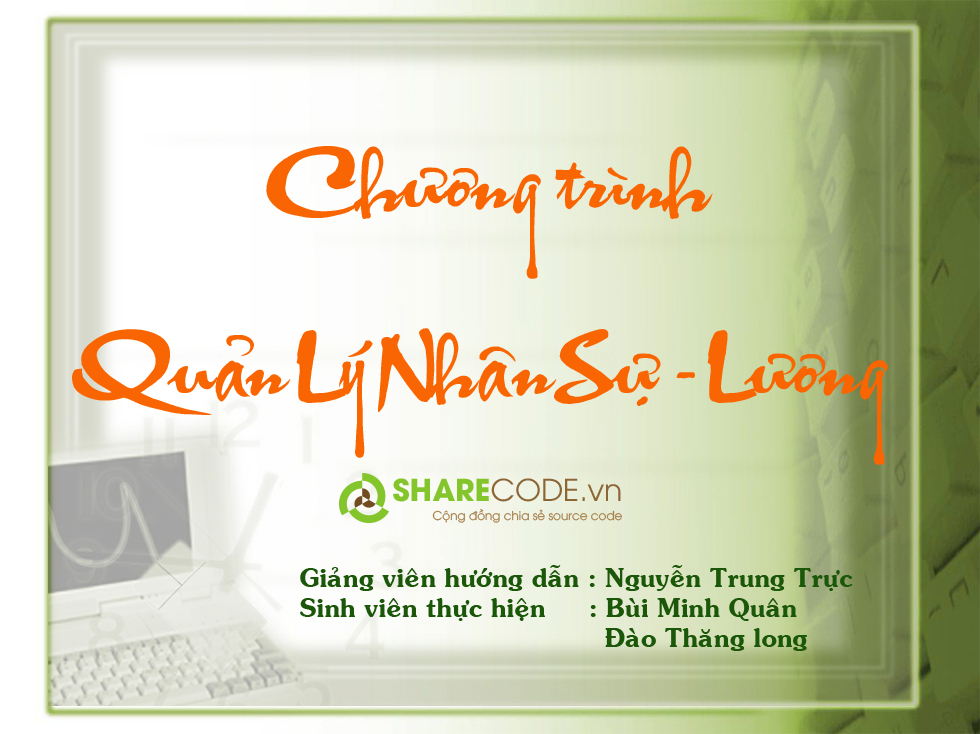 Chương trình
Quản Lý Nhân Sự - Lương
SHARECODE.vn
Cộng đồng chia sẻ source code
Giảng viên hướng dẫn : Nguyễn Trung Trực
Sinh viên thực hiện : Bùi Minh Quân
Đào Thăng long